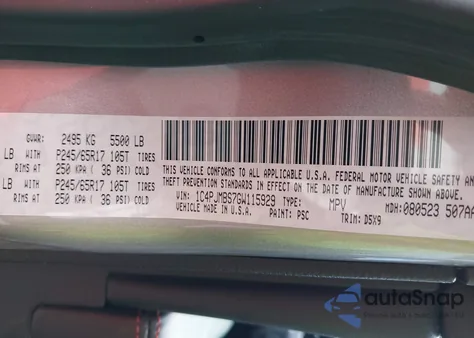 GVWR: 2495 KG 5500 LB
LB WITH P245/65R17 105T TIRES
RIMS AT 250 KPA ( 36 PSI) COLD
LB WITH P245/65R17 105T TIRES
RIMS AT 250 KPA ( 36 PSI) COLD
THIS VEHICLE CONFORMS TO ALL APPLICABLE U.S.A. FEDERAL MOTOR VEHICLE SAFETY
THEFT PREVENTION STANDARDS IN EFFECT ON THE DATE OF MANUFACTURE SHOWN ABOVE.
VIN: 1C4PJMBS7GW115929 TYPE: MPV MDH: 080523 507AA
VEHICLE MADE IN U.S.A. PAINT: PSC TRIM: D5X9
autoSnap